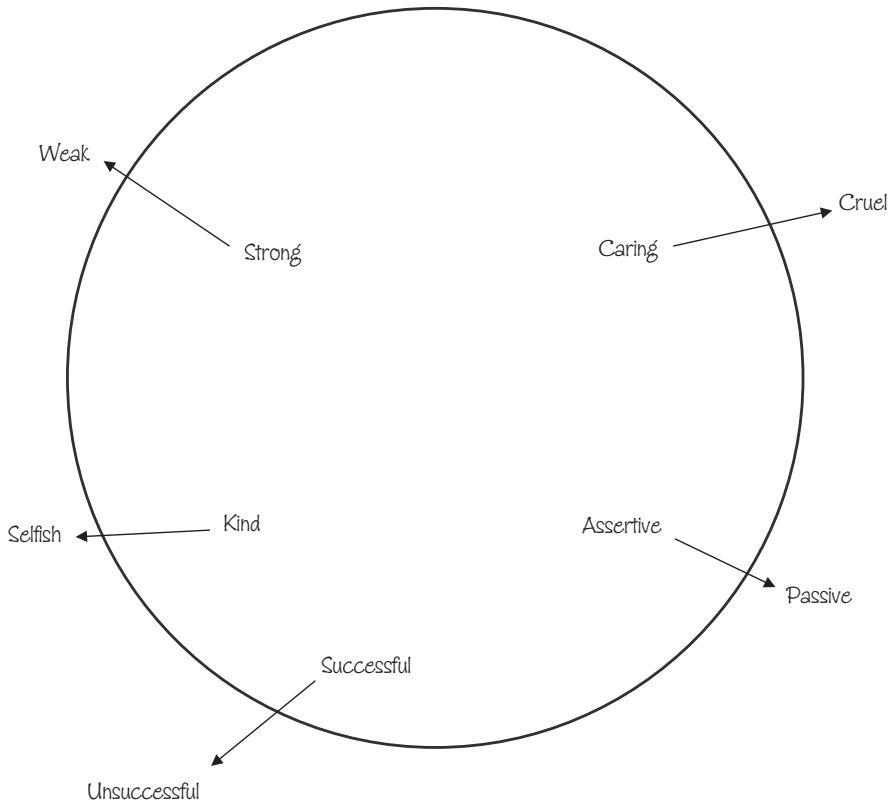 Weak
Cruel
Strong
Caring
Selfish
Kind
Assertive
Passive
Successful
Unsuccessful